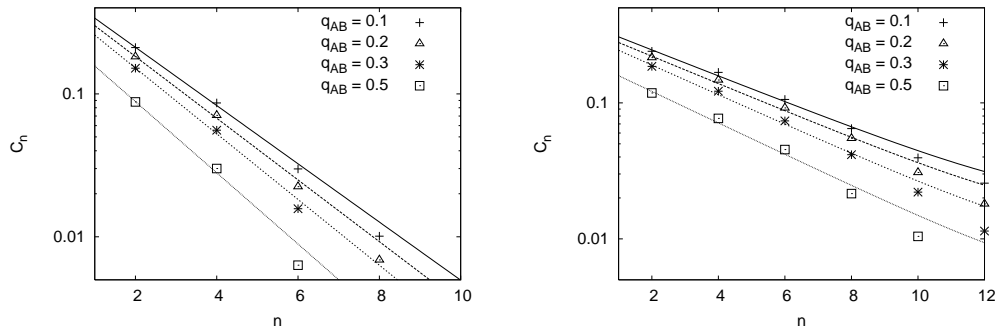 q_AB = 0.1
q_AB = 0.2
q_AB = 0.3
q_AB = 0.5
0.1
0.01
C_n
2 4 6 8 10
n
q_AB = 0.1
q_AB = 0.2
q_AB = 0.3
q_AB = 0.5
0.1
0.01
C_n
2 4 6 8 10 12
n